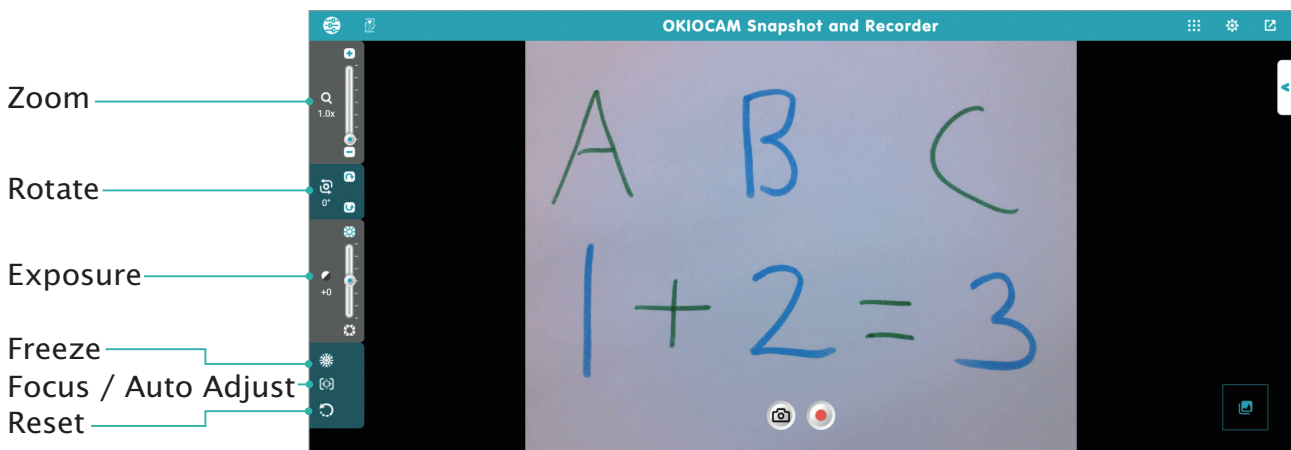 OKIOCAM Snapshot and Recorder
Zoom
1.0x
Rotate
0°
Exposure
+0
Freeze
Focus / Auto Adjust
Reset
A B C
1 + 2 = 3